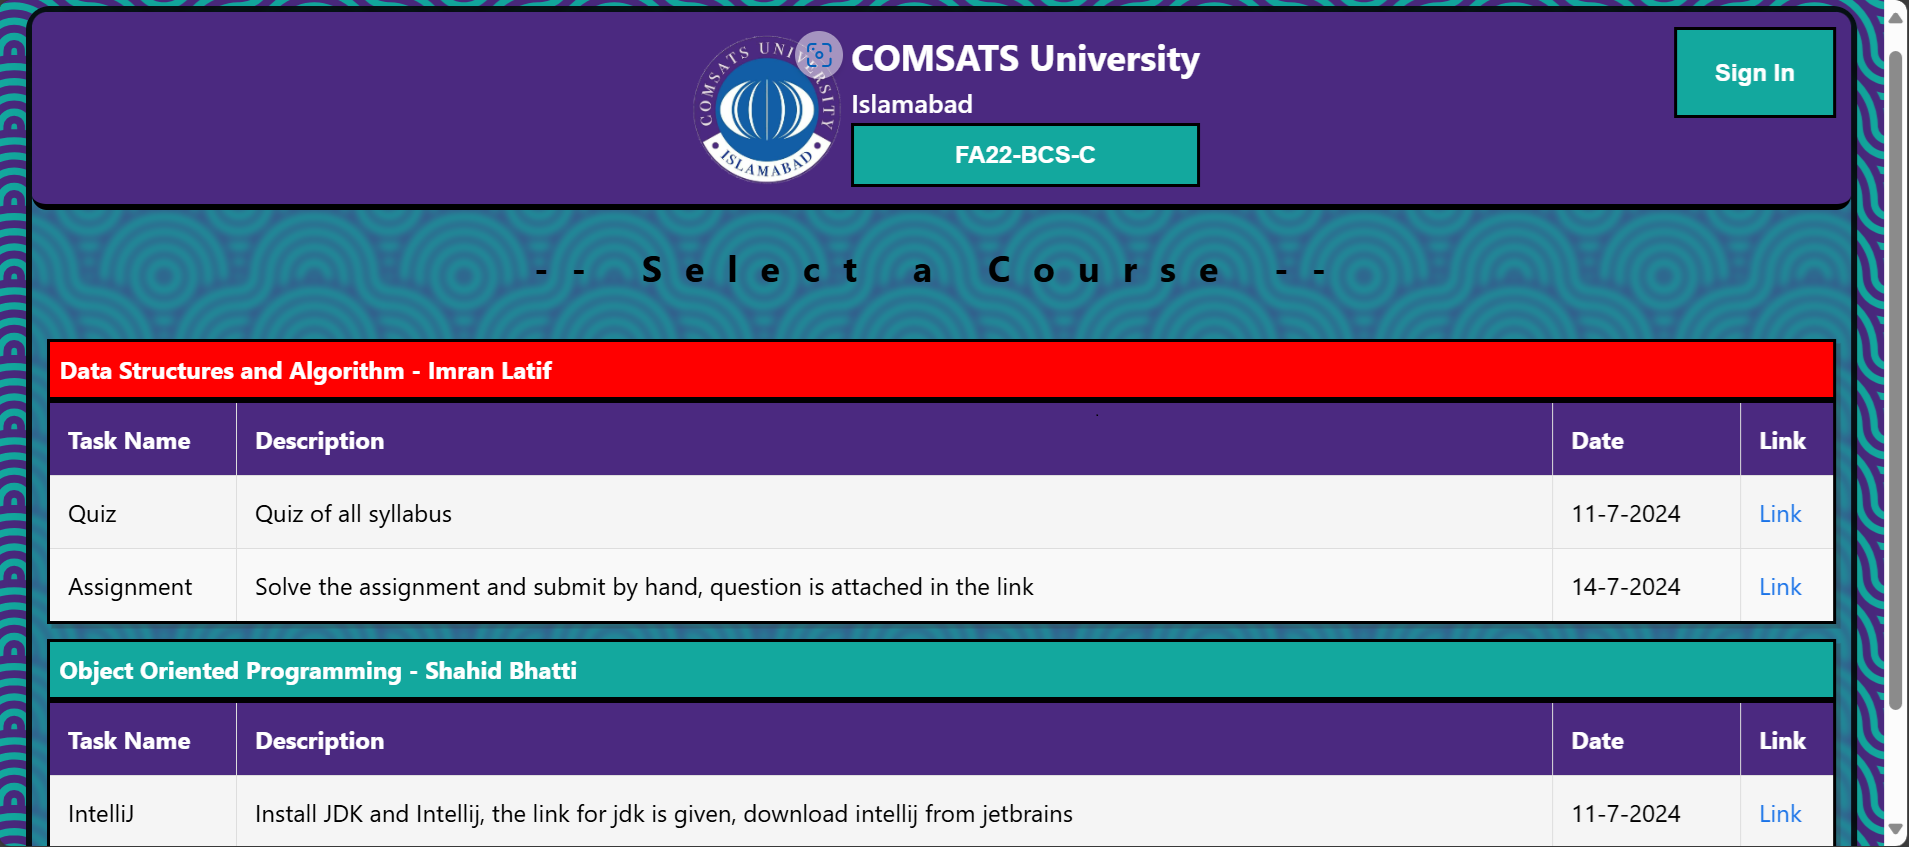 COMSATS UNIVERSITY
• ISLAMABAD •
COMSATS University
Islamabad
FA22-BCS-C
Sign In
-- Select a Course --
Data Structures and Algorithm - Imran Latif
Task Name Description Date Link
Quiz Quiz of all syllabus 11-7-2024 Link
Assignment Solve the assignment and submit by hand, question is attached in the link 14-7-2024 Link
Object Oriented Programming - Shahid Bhatti
Task Name Description Date Link
IntelliJ Install JDK and Intellij, the link for jdk is given, download intellij from jetbrains 11-7-2024 Link